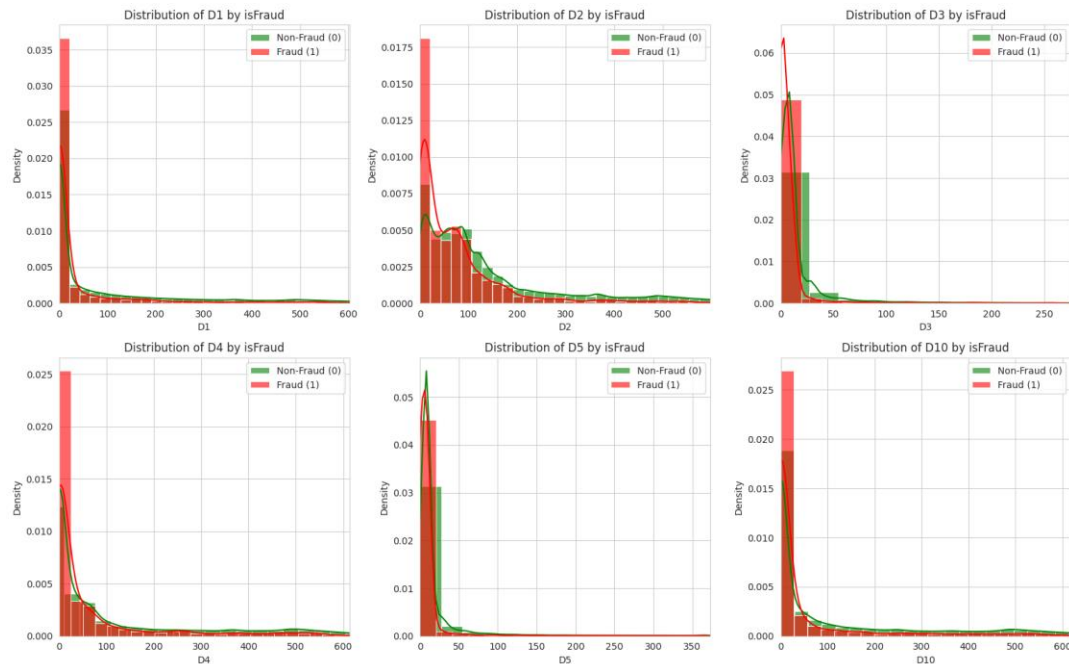 Distribution of D1 by isFraud
Non-Fraud (0)
Fraud (1)
Density
0.035
0.030
0.025
0.020
0.015
0.010
0.005
0.000
0 100 200 300 400 500 600
D1
Distribution of D2 by isFraud
Non-Fraud (0)
Fraud (1)
Density
0.0175
0.0150
0.0125
0.0100
0.0075
0.0050
0.0025
0.0000
0 100 200 300 400 500
D2
Distribution of D3 by isFraud
Non-Fraud (0)
Fraud (1)
Density
0.06
0.05
0.04
0.03
0.02
0.01
0.00
0 50 100 150 200 250
D3
Distribution of D4 by isFraud
Non-Fraud (0)
Fraud (1)
Density
0.025
0.020
0.015
0.010
0.005
0.000
0 100 200 300 400 500 600
D4
Distribution of D5 by isFraud
Non-Fraud (0)
Fraud (1)
Density
0.05
0.04
0.03
0.02
0.01
0.00
0 50 100 150 200 250 300 350
D5
Distribution of D10 by isFraud
Non-Fraud (0)
Fraud (1)
Density
0.025
0.020
0.015
0.010
0.005
0.000
0 100 200 300 400 500 600
D10